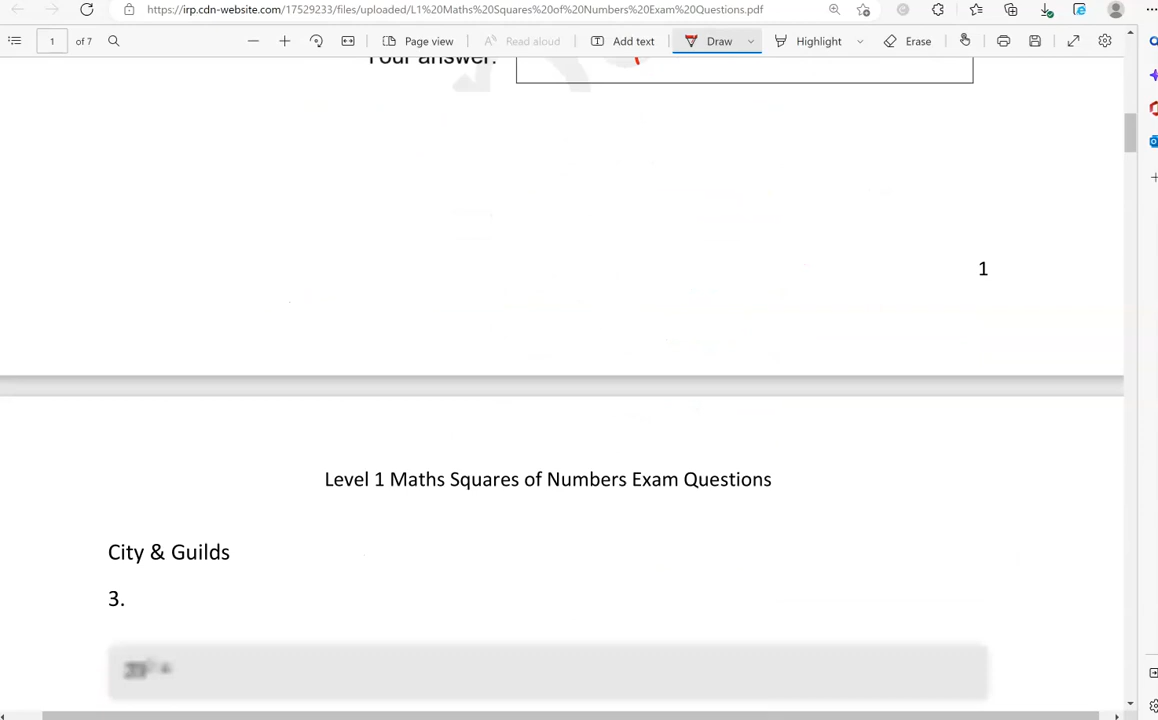 https://irp.cdn-website.com/17529233/files/uploaded/L1%20Maths%20Squares%20of%20Numbers%20Exam%20Questions.pdf
1 of 7 Page view Read aloud Add text Draw Highlight Erase
Your answer:
1
Level 1 Maths Squares of Numbers Exam Questions
City & Guilds
3.